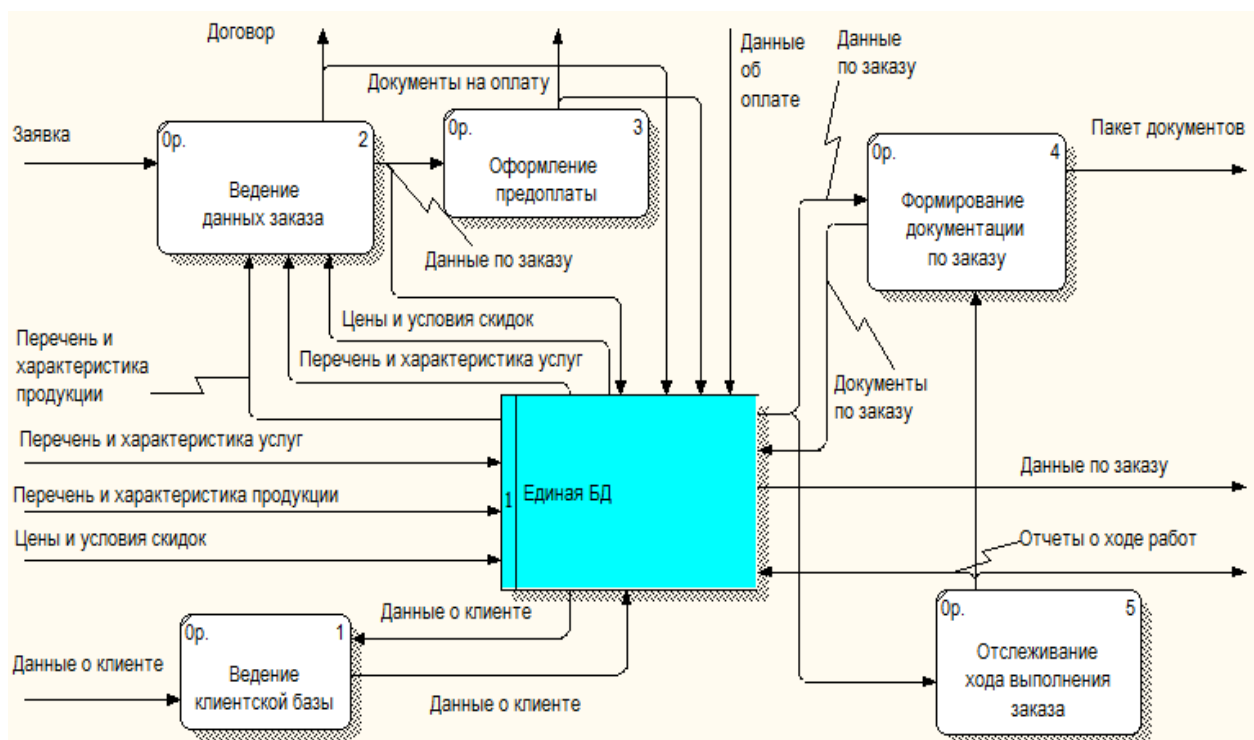 Договор
Данные
об
оплате
Данные
по заказу
Документы на оплату
Заявка
0р.
2
Ведение
данных заказа
0р.
3
Оформление
предоплаты
0р.
4
Формирование
документации
по заказу
Пакет документов
Данные по заказу
Цены и условия скидок
Перечень и характеристика услуг
Перечень и
характеристика
продукции
Документы
по заказу
Перечень и характеристика услуг
Перечень и характеристика продукции
Цены и условия скидок
1
Единая БД
Данные по заказу
Отчеты о ходе работ
Данные о клиенте
Данные о клиенте
0р.
1
Ведение
клиентской базы
Данные о клиенте
0р.
5
Отслеживание
хода выполнения
заказа